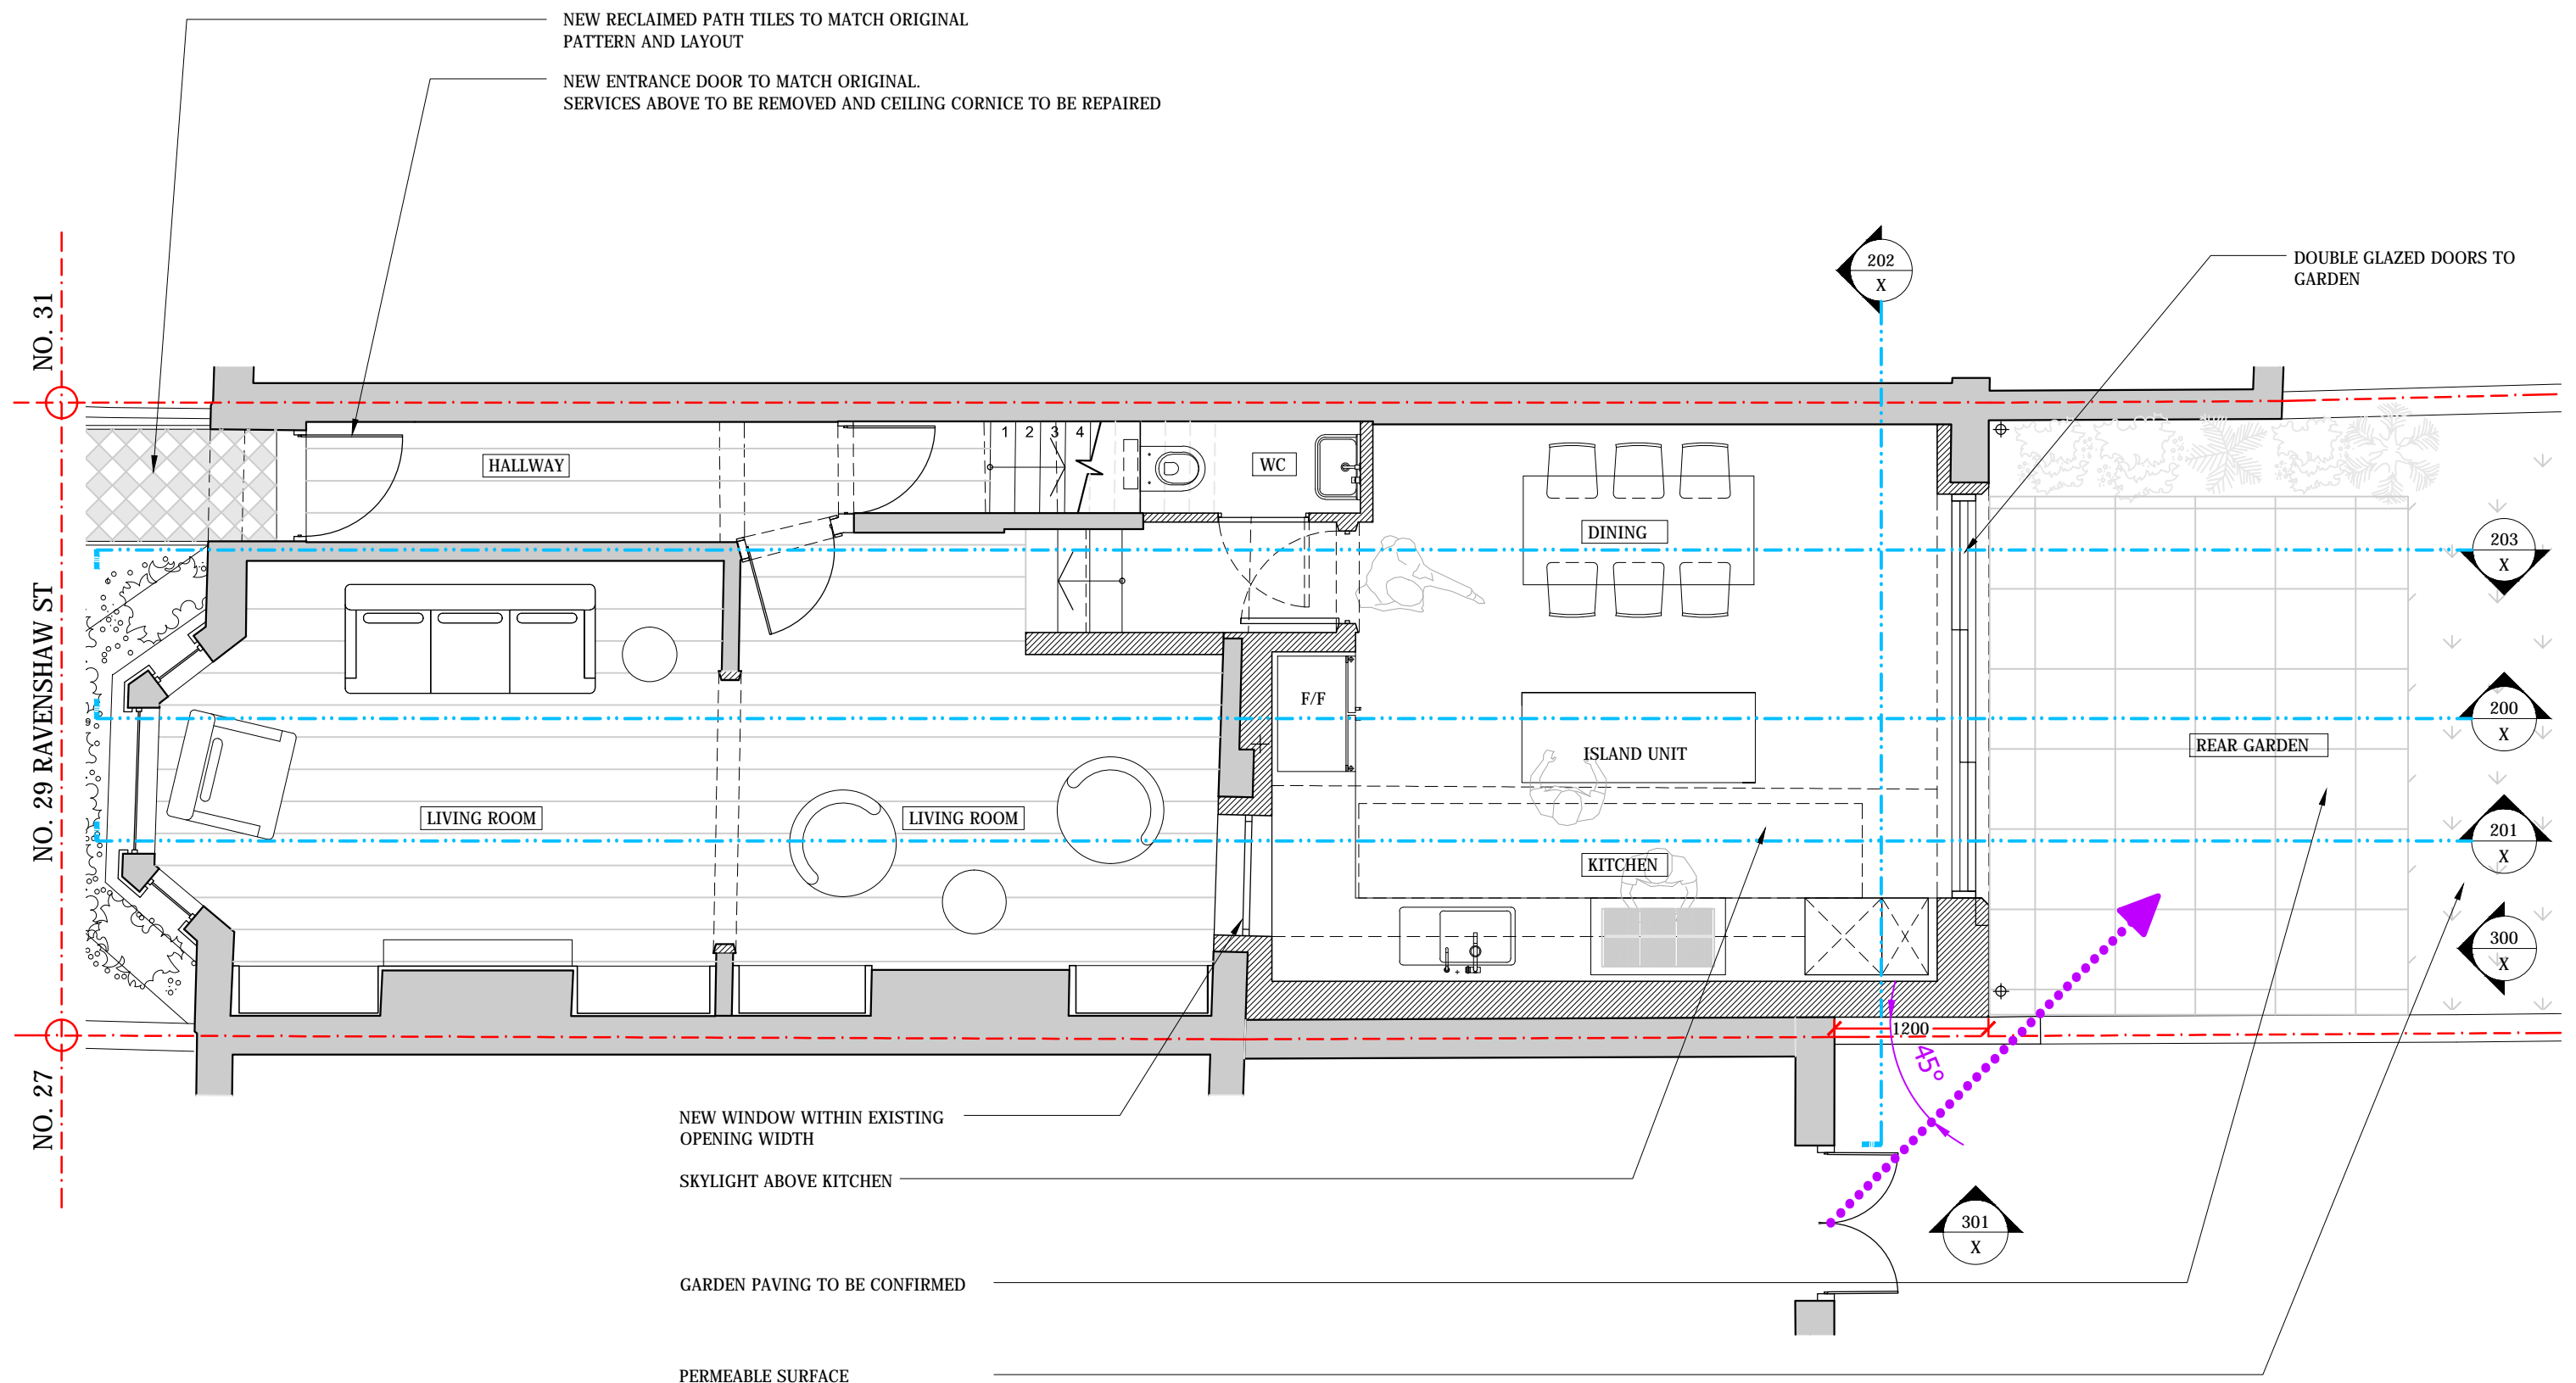 NEW RECLAIMED PATH TILES TO MATCH ORIGINAL
PATTERN AND LAYOUT
NEW ENTRANCE DOOR TO MATCH ORIGINAL.
SERVICES ABOVE TO BE REMOVED AND CEILING CORNICE TO BE REPAIRED
202
X
DOUBLE GLAZED DOORS TO
GARDEN
NO. 31
NO. 29 RAVENSHAW ST
NO. 27
HALLWAY
1 2 3 4
WC
DINING
203
X
F/F
200
X
ISLAND UNIT
REAR GARDEN
LIVING ROOM
LIVING ROOM
201
X
KITCHEN
300
X
1200
45°
NEW WINDOW WITHIN EXISTING
OPENING WIDTH
SKYLIGHT ABOVE KITCHEN
301
X
GARDEN PAVING TO BE CONFIRMED
PERMEABLE SURFACE